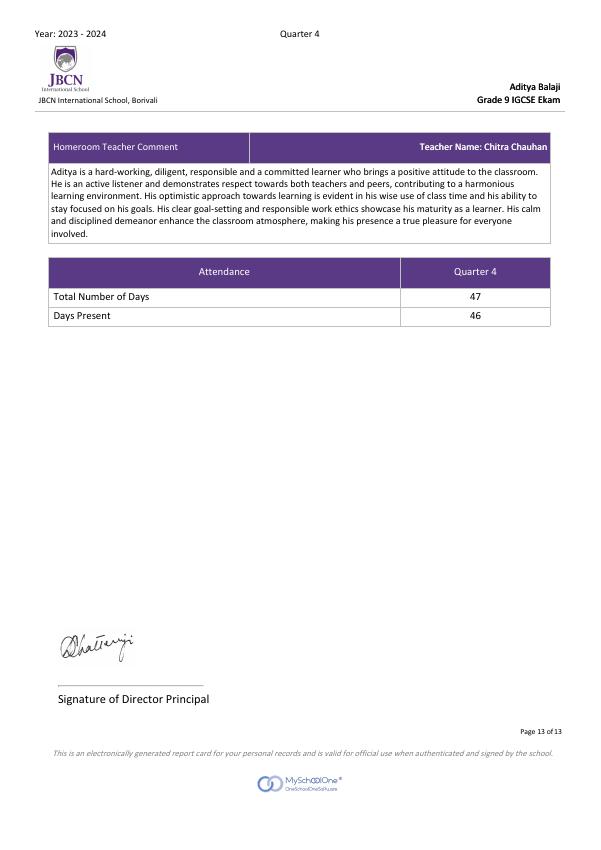 Year: 2023 - 2024 Quarter 4
JBCN
International School
JBCN International School, Borivali
Aditya Balaji
Grade 9 IGCSE Ekam
Homeroom Teacher Comment Teacher Name: Chitra Chauhan
Aditya is a hard-working, diligent, responsible and a committed learner who brings a positive attitude to the classroom.
He is an active listener and demonstrates respect towards both teachers and peers, contributing to a harmonious
learning environment. His optimistic approach towards learning is evident in his wise use of class time and his ability to
stay focused on his goals. His clear goal-setting and responsible work ethics showcase his maturity as a learner. His calm
and disciplined demeanor enhance the classroom atmosphere, making his presence a true pleasure for everyone
involved.
Attendance Quarter 4
Total Number of Days 47
Days Present 46
Signature of Director Principal
Page 13 of 13
This is an electronically generated report card for your personal records and is valid for official use when authenticated and signed by the school.
MySchoolOne®
OneSchoolOneSoftware